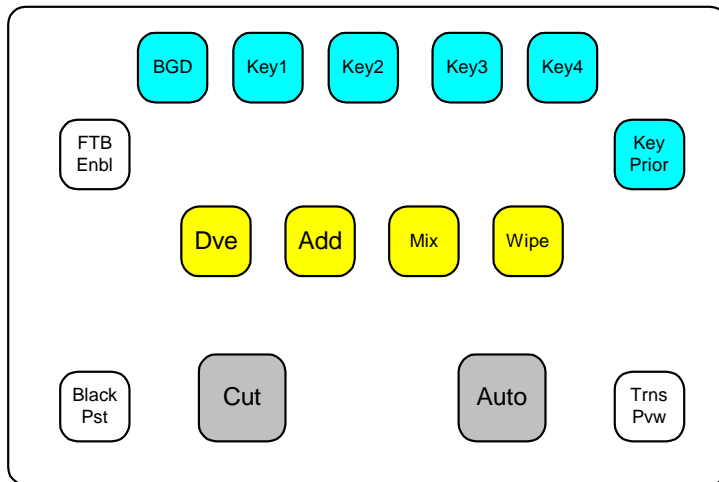 BGD
Key1
Key2
Key3
Key4
FTB
Enbl
Key
Prior
Dve
Add
Mix
Wipe
Black
Pst
Cut
Auto
Trns
Pvw